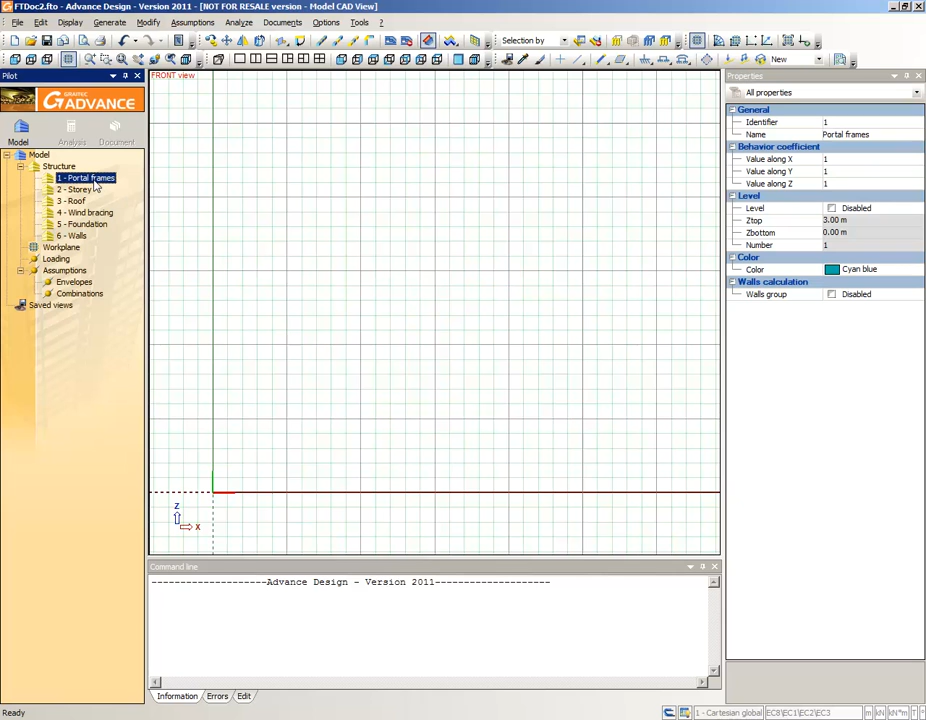 FTDoc2.fto - Advance Design - Version 2011 - [NOT FOR RESALE version - Model CAD View]
File Edit Display Generate Modify Assumptions Analyze Documents Options Tools ?
Selection by
New
Pilot
GRAITEC
ADVANCE
Model Analysis Document
Model
Structure
1 - Portal frames
2 - Storey
3 - Roof
4 - Wind bracing
5 - Foundation
6 - Walls
Workplane
Loading
Assumptions
Envelopes
Combinations
Saved views
FRONT view
Z
X
Command line
--------------------Advance Design - Version 2011--------------------
Information Errors Edit
Properties
All properties
General
Identifier 1
Name Portal frames
Behavior coefficient
Value along X 1
Value along Y 1
Value along Z 1
Level
Level Disabled
Ztop 3.00 m
Zbottom 0.00 m
Number 1
Color
Color Cyan blue
Walls calculation
Walls group Disabled
Ready
1 - Cartesian global EC8\EC1\EC2\EC3 m kN kN*m T °